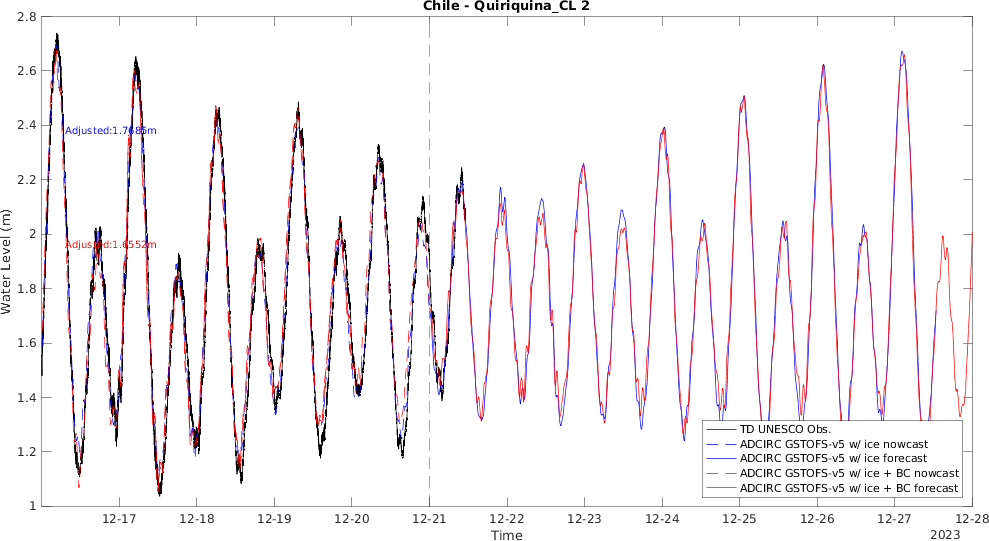 Chile - Quiriquina_CL 2
2.8
2.6
2.4
2.2
2
1.8
1.6
1.4
1.2
1
Water Level (m)
Adjusted:1.7685m
Adjusted:1.6552m
TD UNESCO Obs.
ADCIRC GSTOFS-v5 w/ ice nowcast
ADCIRC GSTOFS-v5 w/ ice forecast
ADCIRC GSTOFS-v5 w/ ice + BC nowcast
ADCIRC GSTOFS-v5 w/ ice + BC forecast
12-17 12-18 12-19 12-20 12-21 12-22 12-23 12-24 12-25 12-26 12-27 12-28
Time
2023